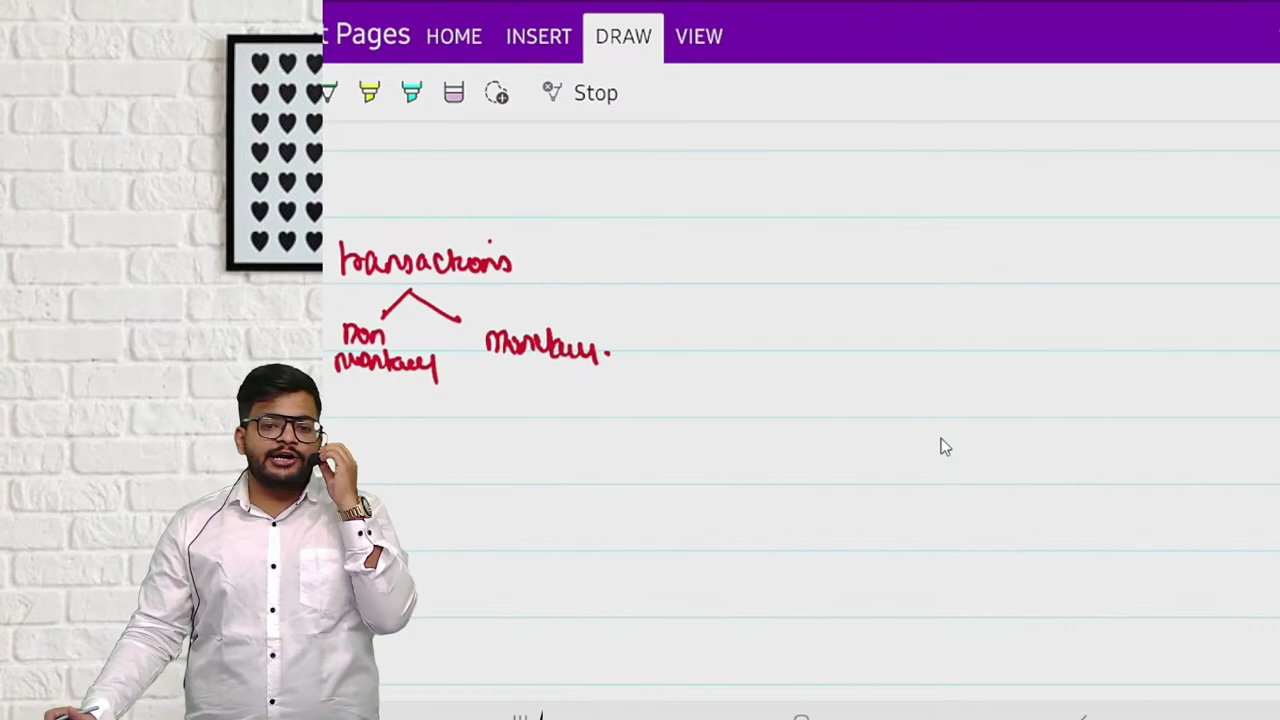 t Pages HOME INSERT DRAW VIEW
Stop
transactions
non
monetary
monetary.